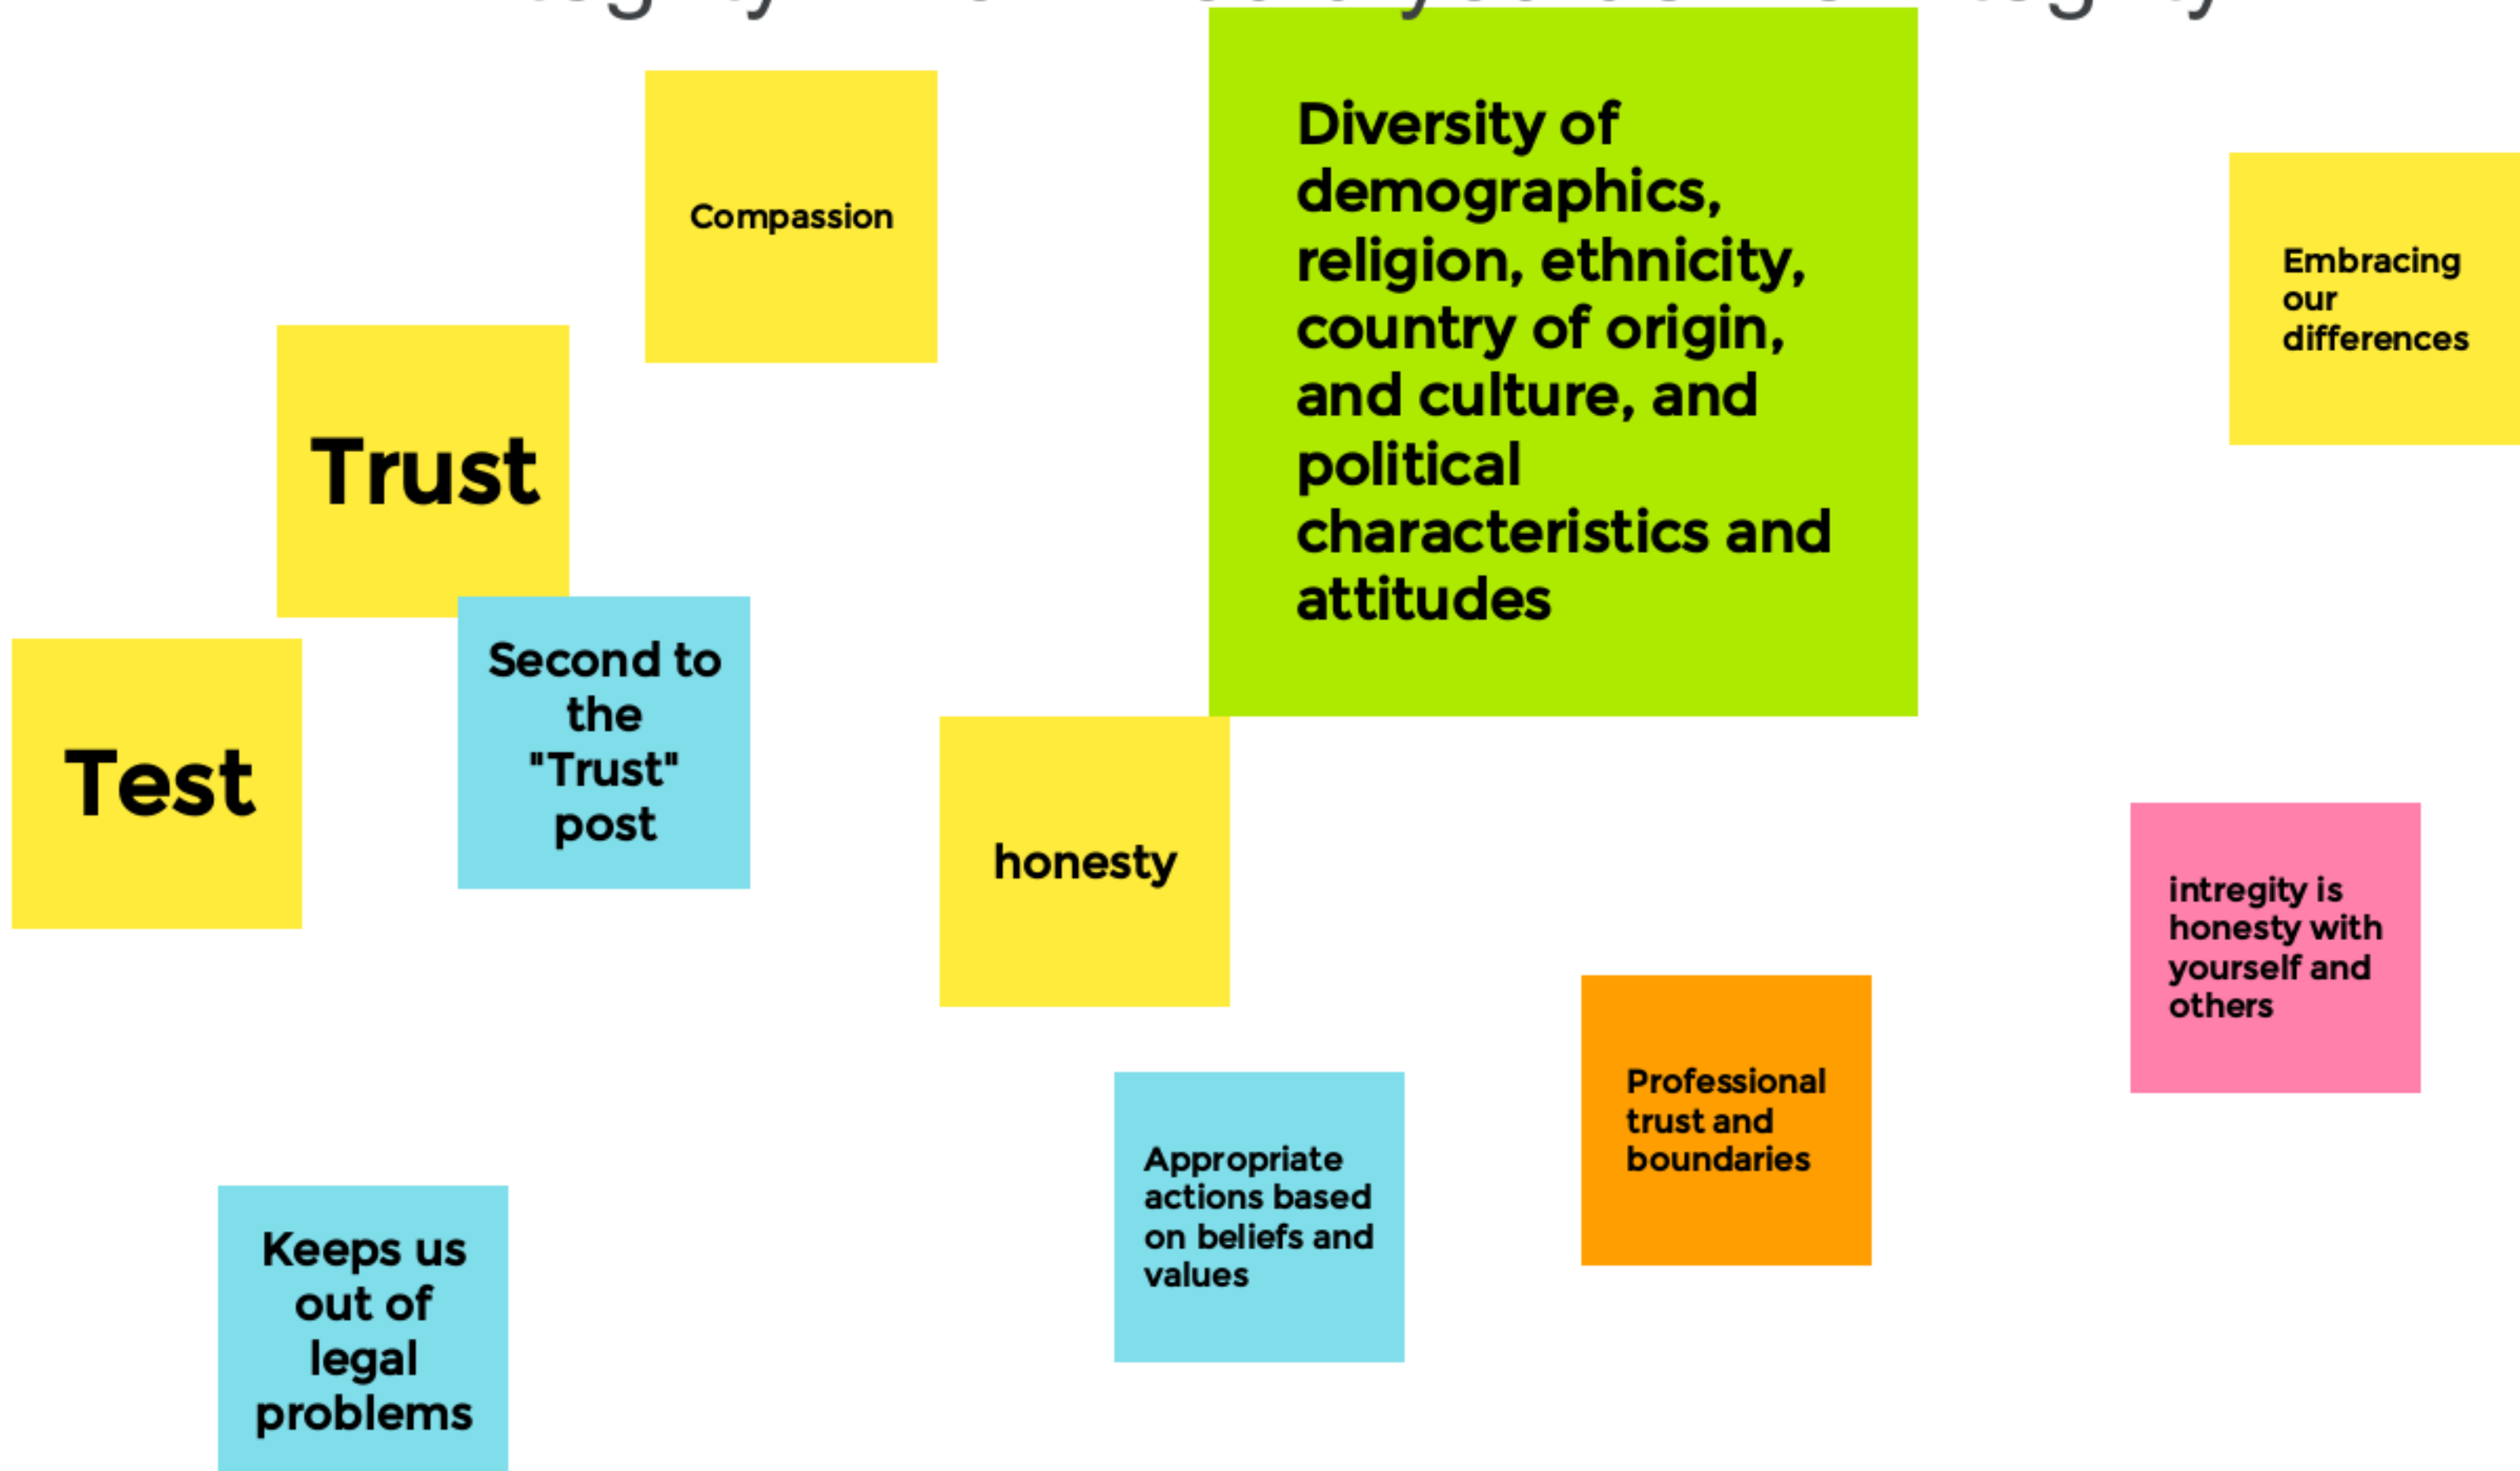 Compassion
Diversity of
demographics,
religion, ethnicity,
country of origin,
and culture, and
political
characteristics and
attitudes
Embracing
our
differences
Trust
Second to
the
"Trust"
post
Test
honesty
intregity is
honesty with
yourself and
others
Professional
trust and
boundaries
Appropriate
actions based
on beliefs and
values
Keeps us
out of
legal
problems